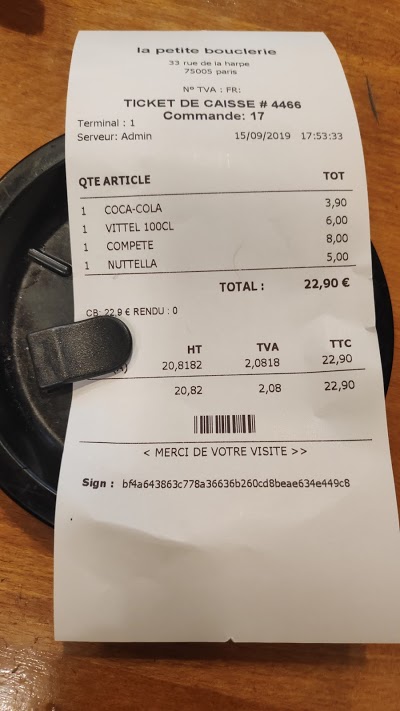 la petite bouclerie
33 rue de la harpe
75005 paris
N° TVA : FR:
TICKET DE CAISSE # 4466
Commande: 17
Terminal : 1
Serveur: Admin 15/09/2019 17:53:33
QTE ARTICLE TOT
1 COCA-COLA 3,90
1 VITTEL 100CL 6,00
1 COMPETE 8,00
1 NUTTELLA 5,00
TOTAL : 22,90 €
CB: 22.9 € RENDU : 0
HT TVA TTC
20,8182 2,0818 22,90
20,82 2,08 22,90
< MERCI DE VOTRE VISITE >>
Sign : bf4a643863c778a36636b260cd8beae634e449c8